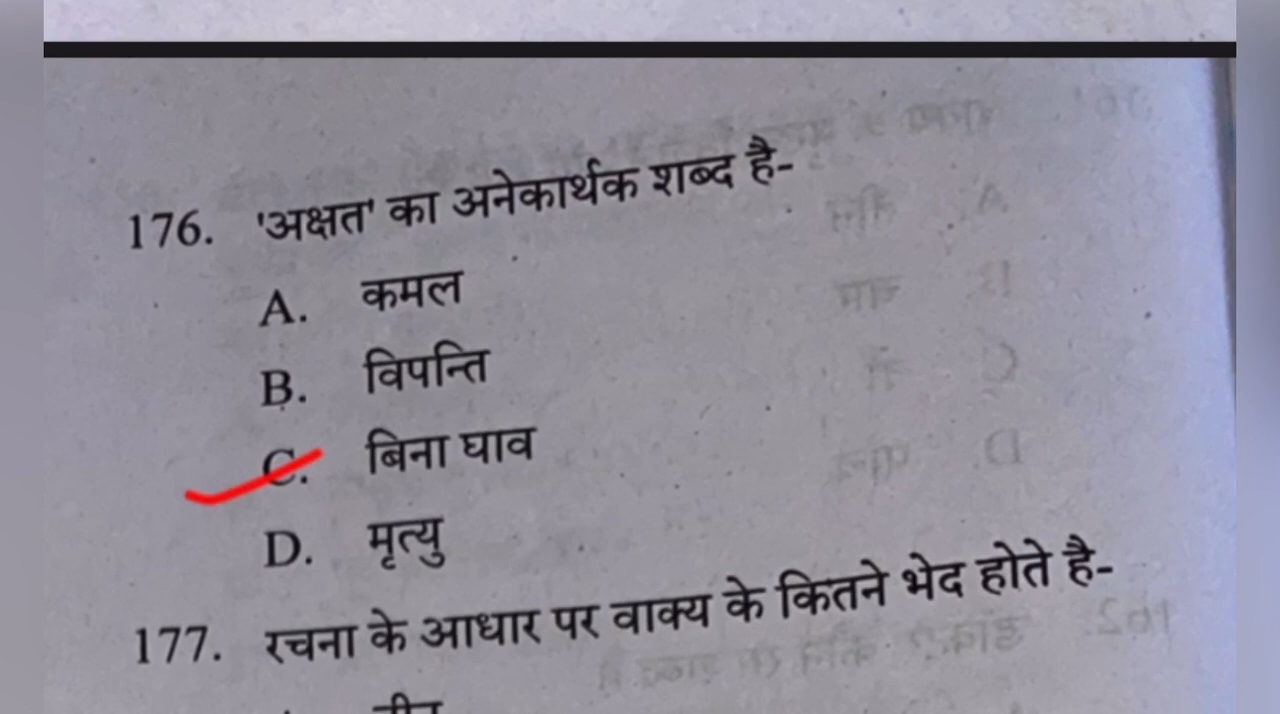 176. 'अक्षत' का अनेकार्थक शब्द है-
A. कमल
B. विपन्ति
C. बिना घाव
D. मृत्यु
177. रचना के आधार पर वाक्य के कितने भेद होते है-